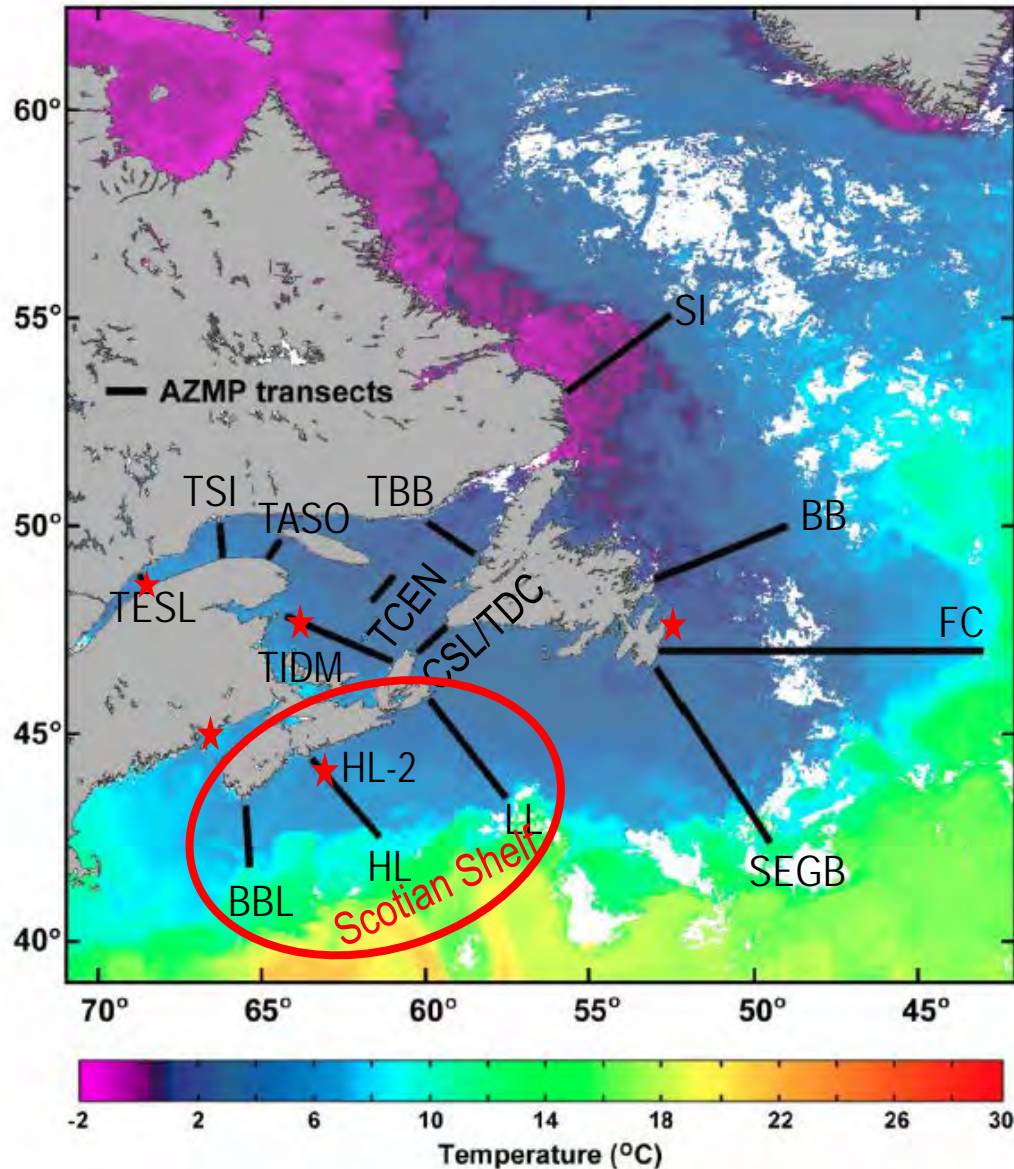 60°
55°
SI
AZMP transects
TSI
TBB
50°
TASO
BB
TESL
TCEN
CSL/TDC
FC
TIDM
45°
HL-2
LL
HL
SEGB
BBL
Scotian Shelf
40°
70° 65° 60° 55° 50° 45°
-2 2 6 10 14 18 22 26 30
Temperature (°C)